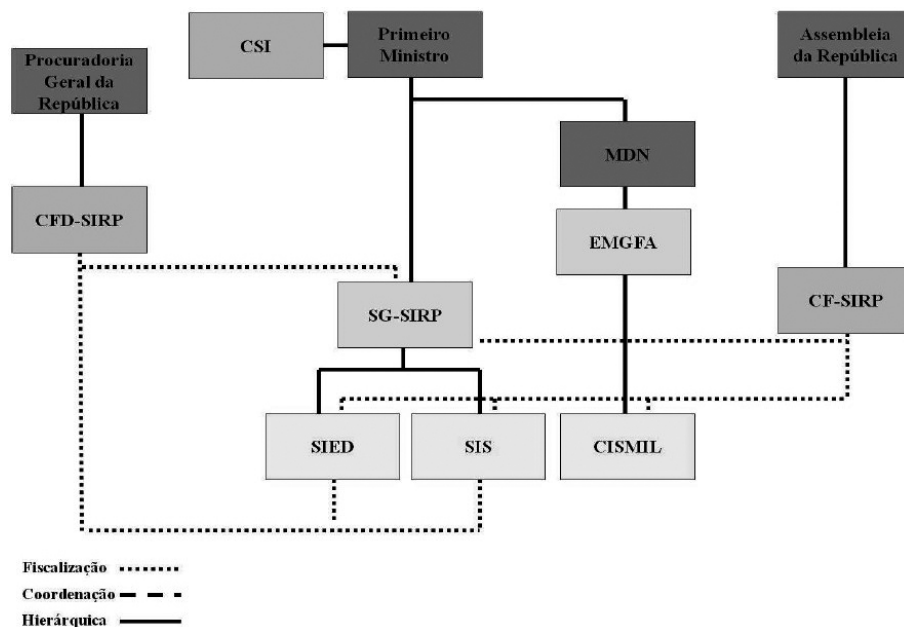 CSI
Primeiro
Ministro
Assembleia
da República
Procuradoria
Geral da
República
MDN
CFD-SIRP
EMGFA
SG-SIRP
CF-SIRP
SIED
SIS
CISMIL
Fiscalização
Coordenação
Hierárquica